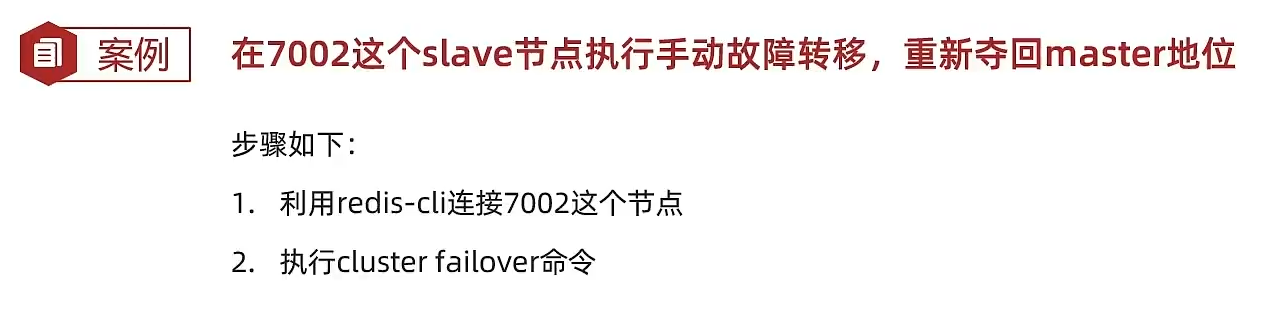 案例
在7002这个slave节点执行手动故障转移，重新夺回master地位
步骤如下：
1. 利用redis-cli连接7002这个节点
2. 执行cluster failover命令